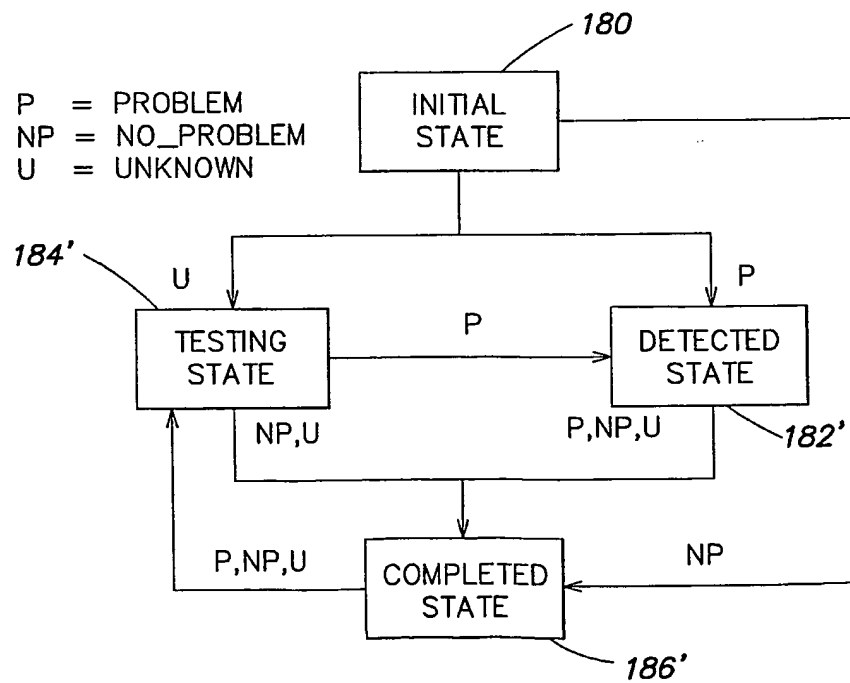 180
P = PROBLEM
NP = NO_PROBLEM
U = UNKNOWN
INITIAL
STATE
184'
U
P
TESTING
STATE
P
DETECTED
STATE
NP,U
P,NP,U
182'
P,NP,U
COMPLETED
STATE
NP
186'